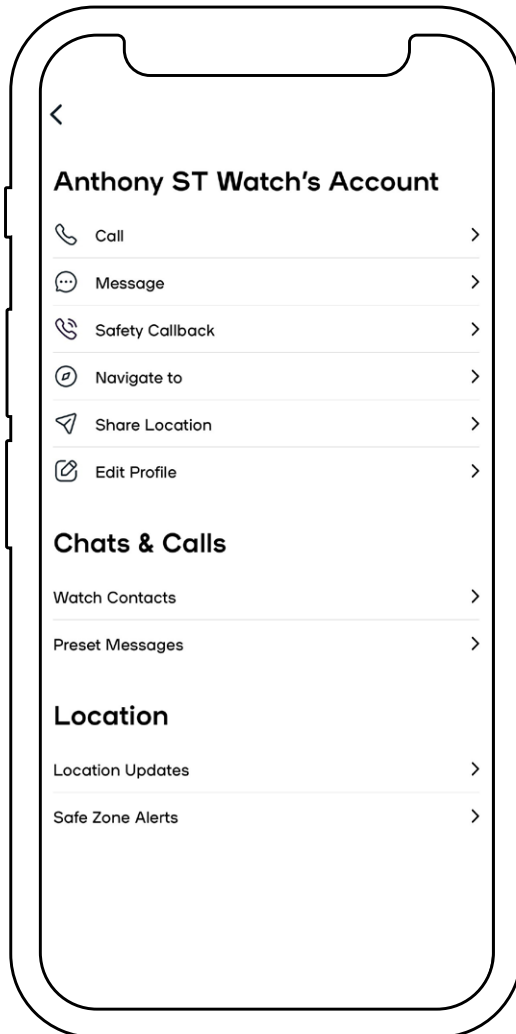 Anthony ST Watch's Account
Call
Message
Safety Callback
Navigate to
Share Location
Edit Profile
Chats & Calls
Watch Contacts
Preset Messages
Location
Location Updates
Safe Zone Alerts